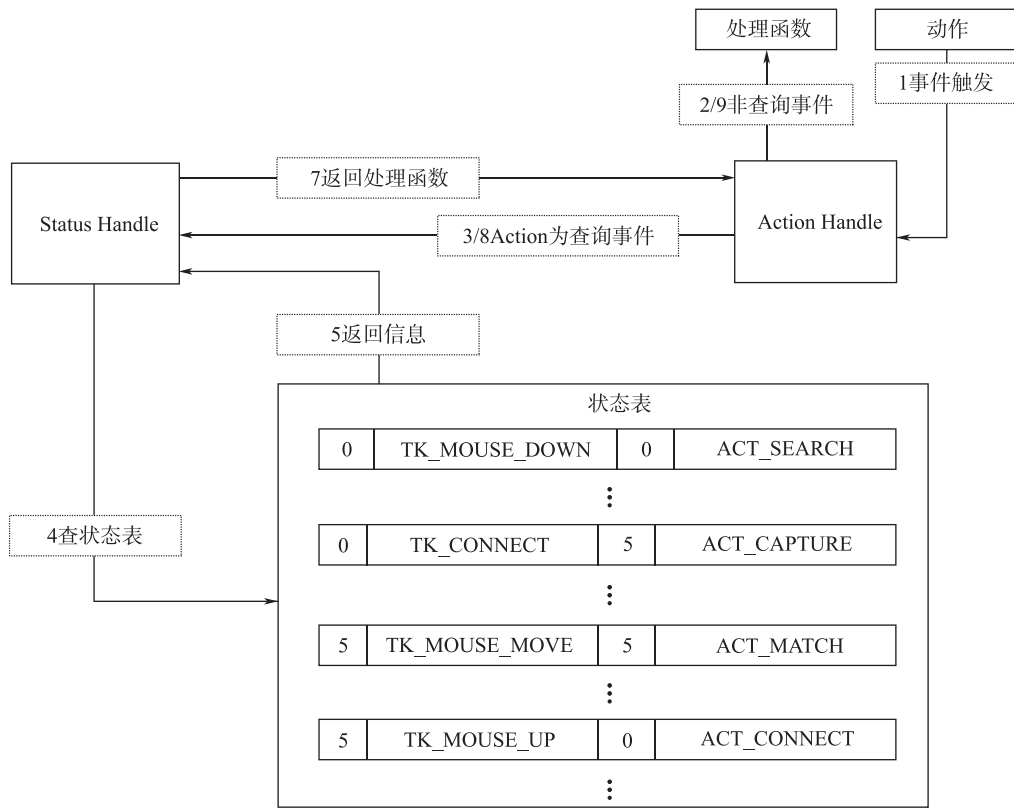 处理函数
动作
1事件触发
2/9非查询事件
7返回处理函数
Status Handle
Action Handle
3/8Action为查询事件
5返回信息
状态表
0 TK_MOUSE_DOWN 0 ACT_SEARCH
4查状态表
0 TK_CONNECT 5 ACT_CAPTURE
5 TK_MOUSE_MOVE 5 ACT_MATCH
5 TK_MOUSE_UP 0 ACT_CONNECT